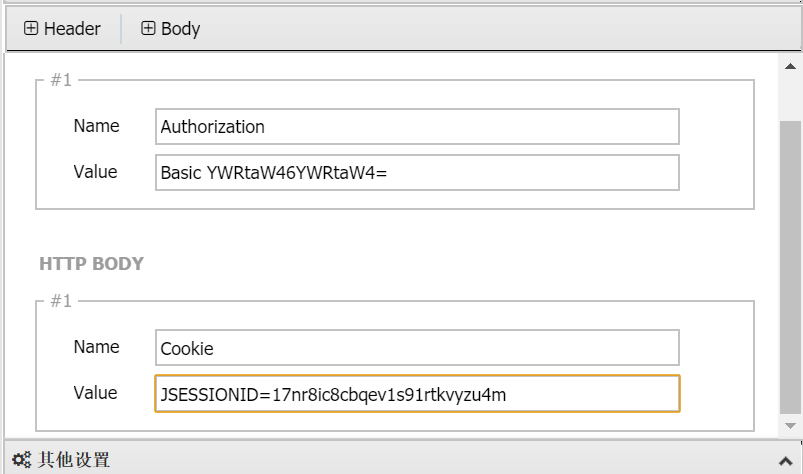 Header Body
#1
Name Authorization
Value Basic YWRtaW46YWRtaW4=
HTTP BODY
#1
Name Cookie
Value JSESSIONID=17nr8ic8cbqev1s91rtkvyzu4m
其他设置